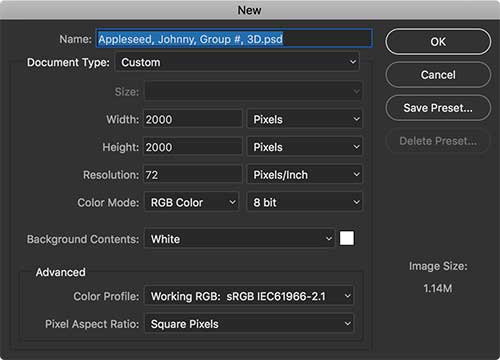 New
Name: Appleseed, Johnny, Group #, 3D.psd
OK
Document Type: Custom
Cancel
Size:
Save Preset...
Width: 2000 Pixels
Delete Preset...
Height: 2000 Pixels
Resolution: 72 Pixels/Inch
Color Mode: RGB Color 8 bit
Background Contents: White
Advanced
Image Size:
Color Profile: Working RGB: sRGB IEC61966-2.1
1.14M
Pixel Aspect Ratio: Square Pixels